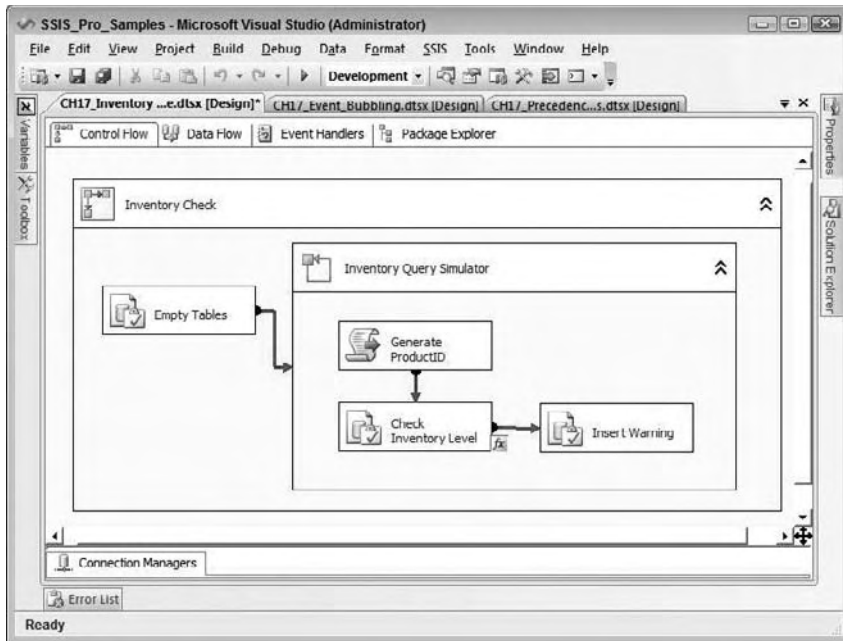 SSIS_Pro_Samples - Microsoft Visual Studio (Administrator)
File Edit View Project Build Debug Data Format SSIS Tools Window Help
Development
CH17_Inventory ...e.dtsx [Design]* CH17_Event_Bubbling.dtsx [Design] CH17_Precedenc...s.dtsx [Design]
Control Flow Data Flow Event Handlers Package Explorer
Variables
Toolbox
Properties
Solution Explorer
Inventory Check
Inventory Query Simulator
Empty Tables
Generate
ProductID
Check
Inventory Level
fx
Insert Warning
Connection Managers
Error List
Ready